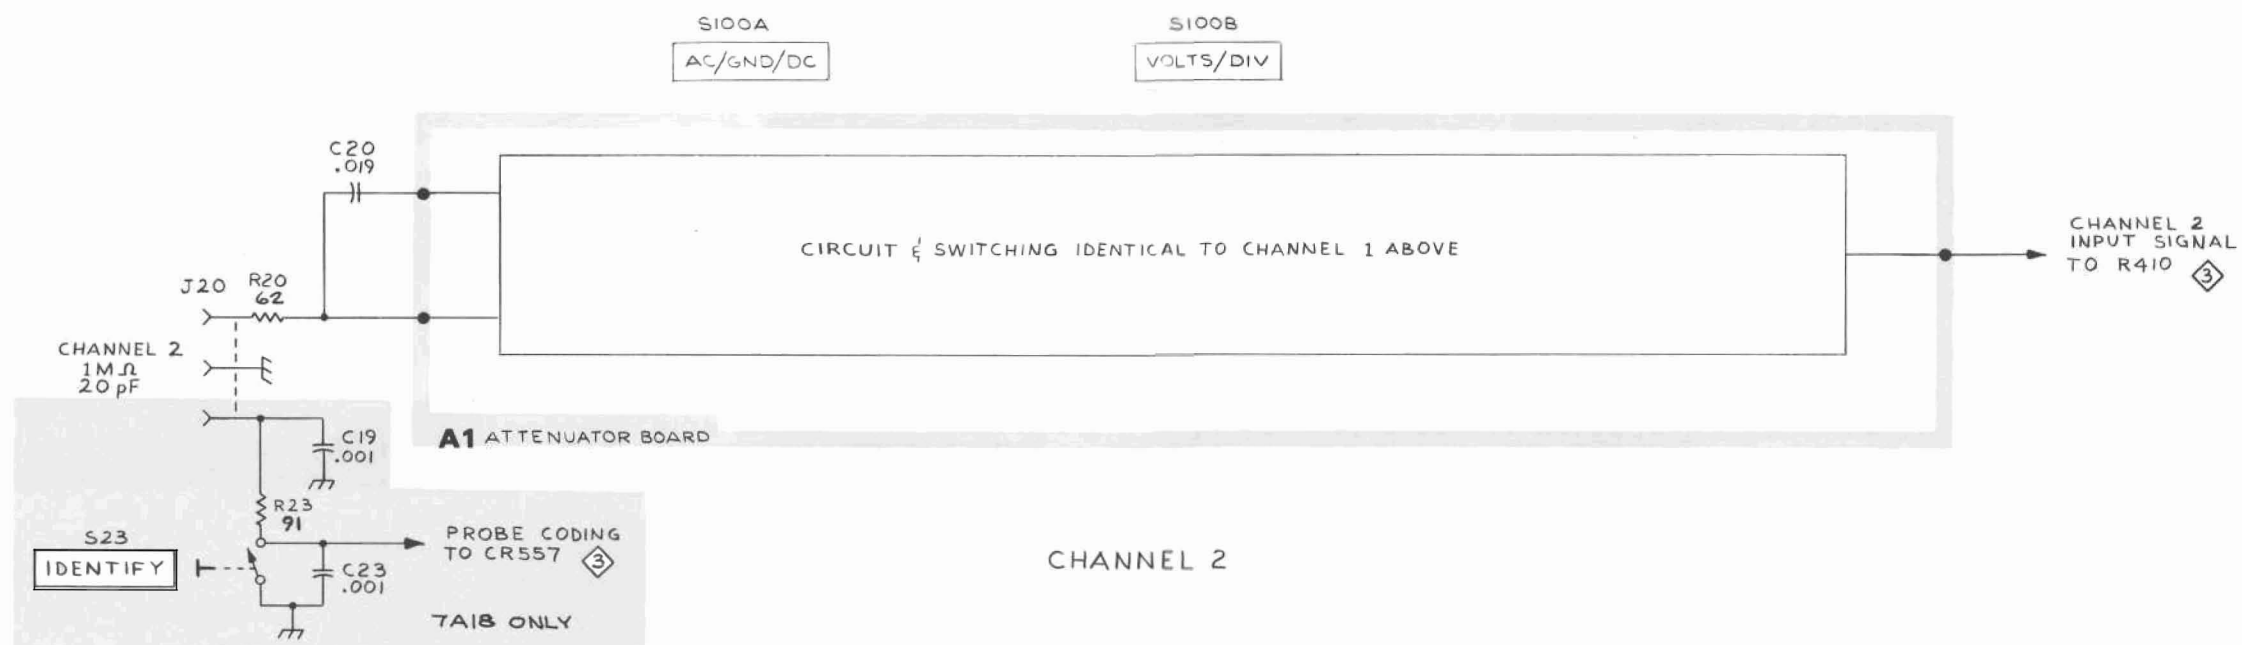 S100A
AC/GND/DC
S100B
VOLTS/DIV
C20
.019
CIRCUIT & SWITCHING IDENTICAL TO CHANNEL 1 ABOVE
CHANNEL 2
INPUT SIGNAL
TO R410 3
J20
R20
62
CHANNEL 2
1MΩ
20 pF
A1 ATTENUATOR BOARD
C19
.001
R23
91
S23
IDENTIFY
PROBE CODING
TO CR557 3
C23
.001
7A18 ONLY
CHANNEL 2